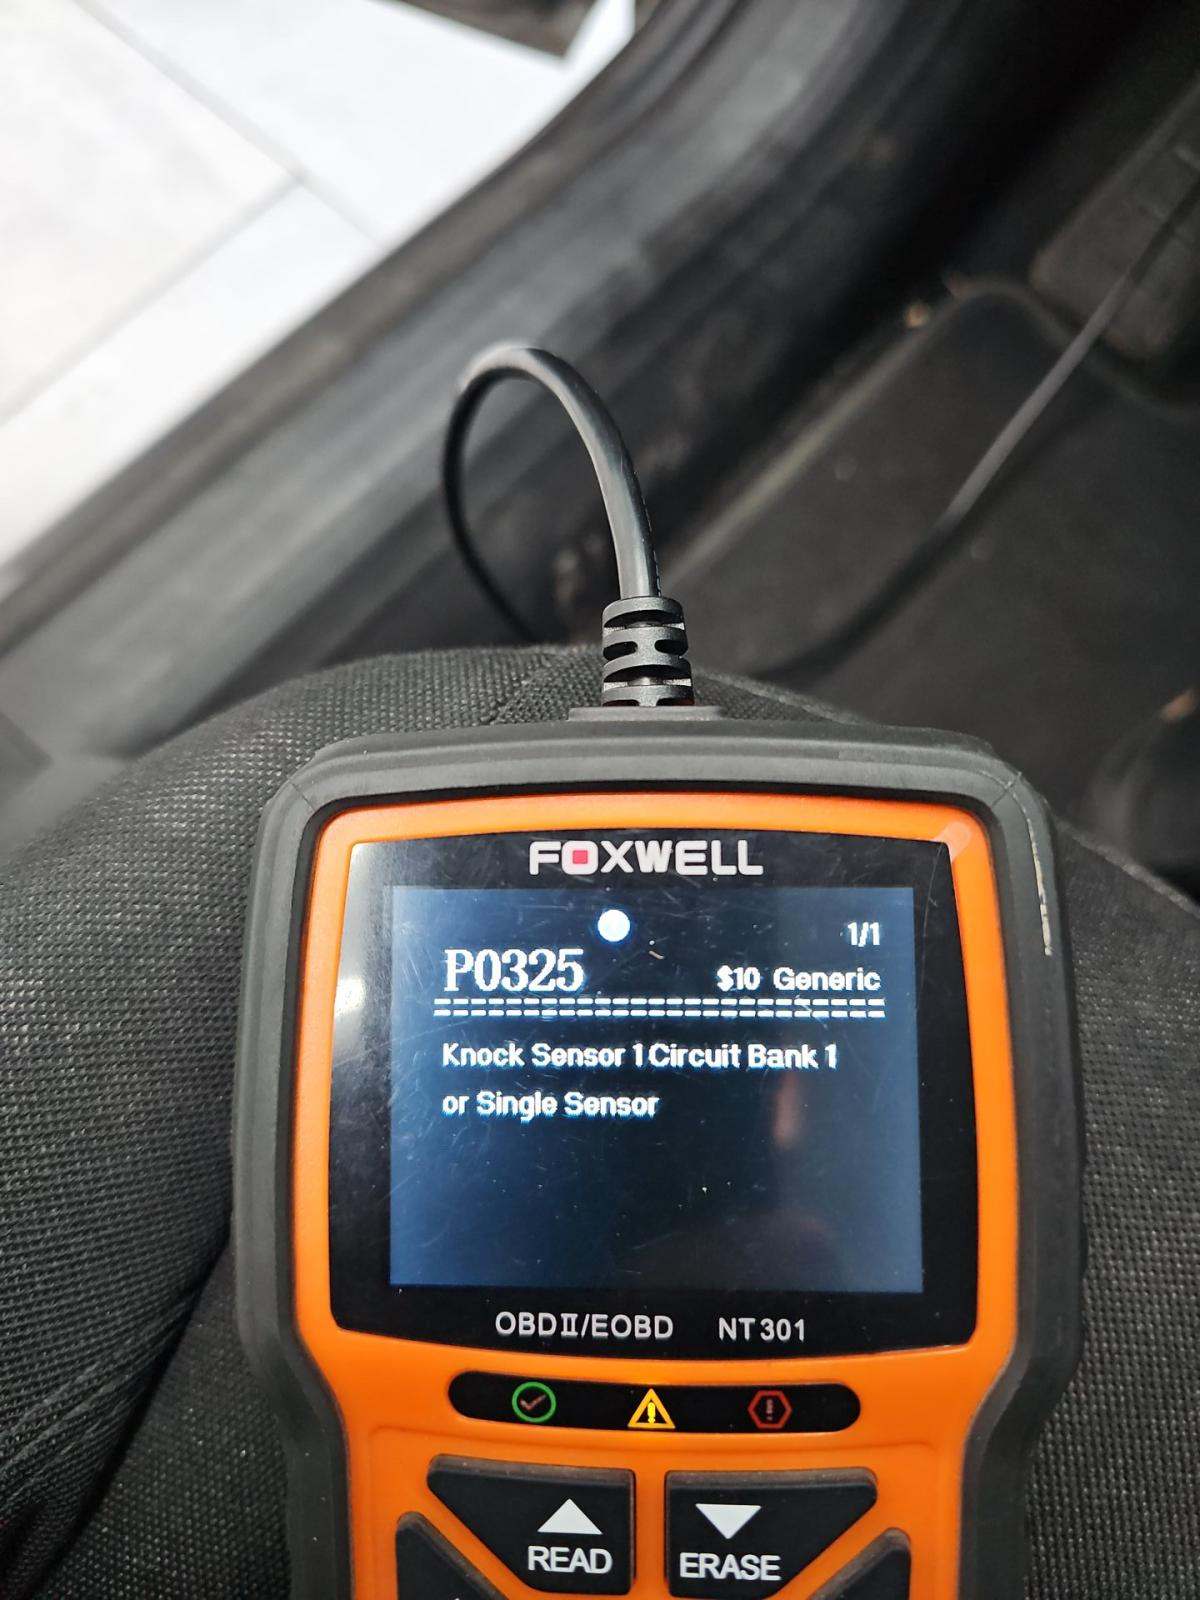 FOXWELL
1/1
P0325 $10 Generic
Knock Sensor 1 Circuit Bank 1
or Single Sensor
OBDII/EOBD NT301
READ ERASE